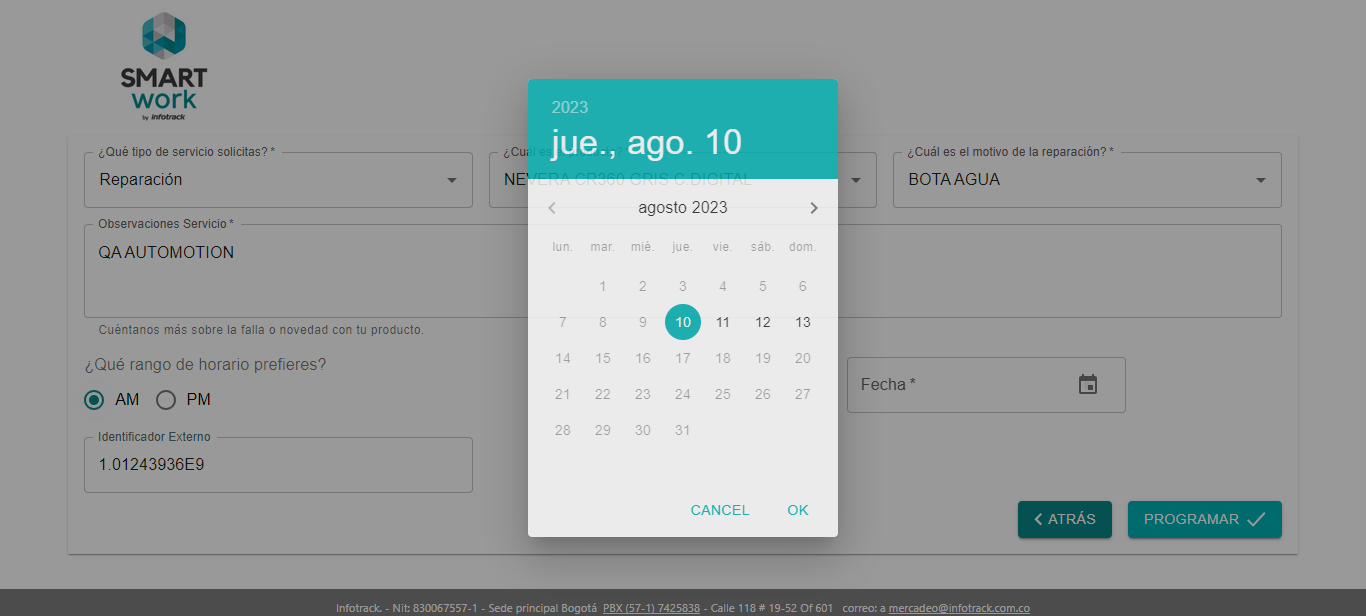 SMART
work
by infotrack
¿Qué tipo de servicio solicitas? *
Reparación
NEVERA CR360 GRIS C.DIGITAL
¿Cuál es el motivo de la reparación? *
BOTA AGUA
Observaciones Servicio *
QA AUTOMOTION
Cuéntanos más sobre la falla o novedad con tu producto.
¿Qué rango de horario prefieres?
AM PM
Fecha *
Identificador Externo
1.01243936E9
2023
jue., ago. 10
agosto 2023
lun. mar. mié. jue. vie. sáb. dom.
1 2 3 4 5 6
7 8 9 10 11 12 13
14 15 16 17 18 19 20
21 22 23 24 25 26 27
28 29 30 31
CANCEL OK
ATRÁS PROGRAMAR
Infotrack. - Nit: 830067557-1 - Sede principal Bogotá PBX (57-1) 7425838 - Calle 118 # 19-52 Of 601 correo: a mercadeo@infotrack.com.co